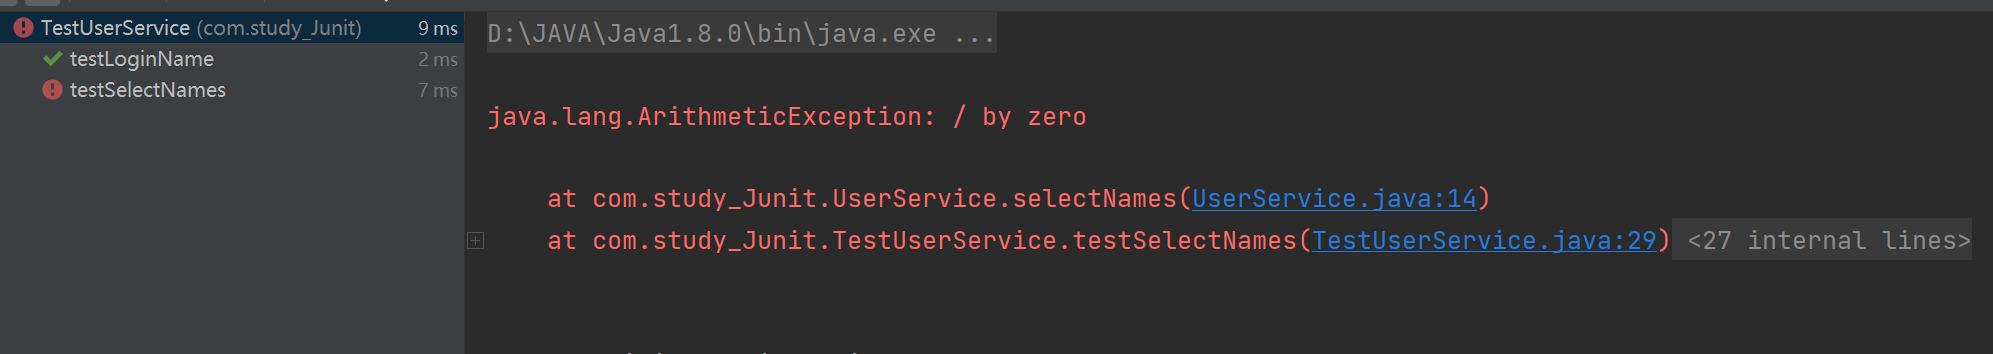 TestUserService (com.study_Junit) 9 ms
testLoginName 2 ms
testSelectNames 7 ms
D:\JAVA\Java1.8.0\bin\java.exe ...
java.lang.ArithmeticException: / by zero
at com.study_Junit.UserService.selectNames(UserService.java:14)
at com.study_Junit.TestUserService.testSelectNames(TestUserService.java:29) <27 internal lines>